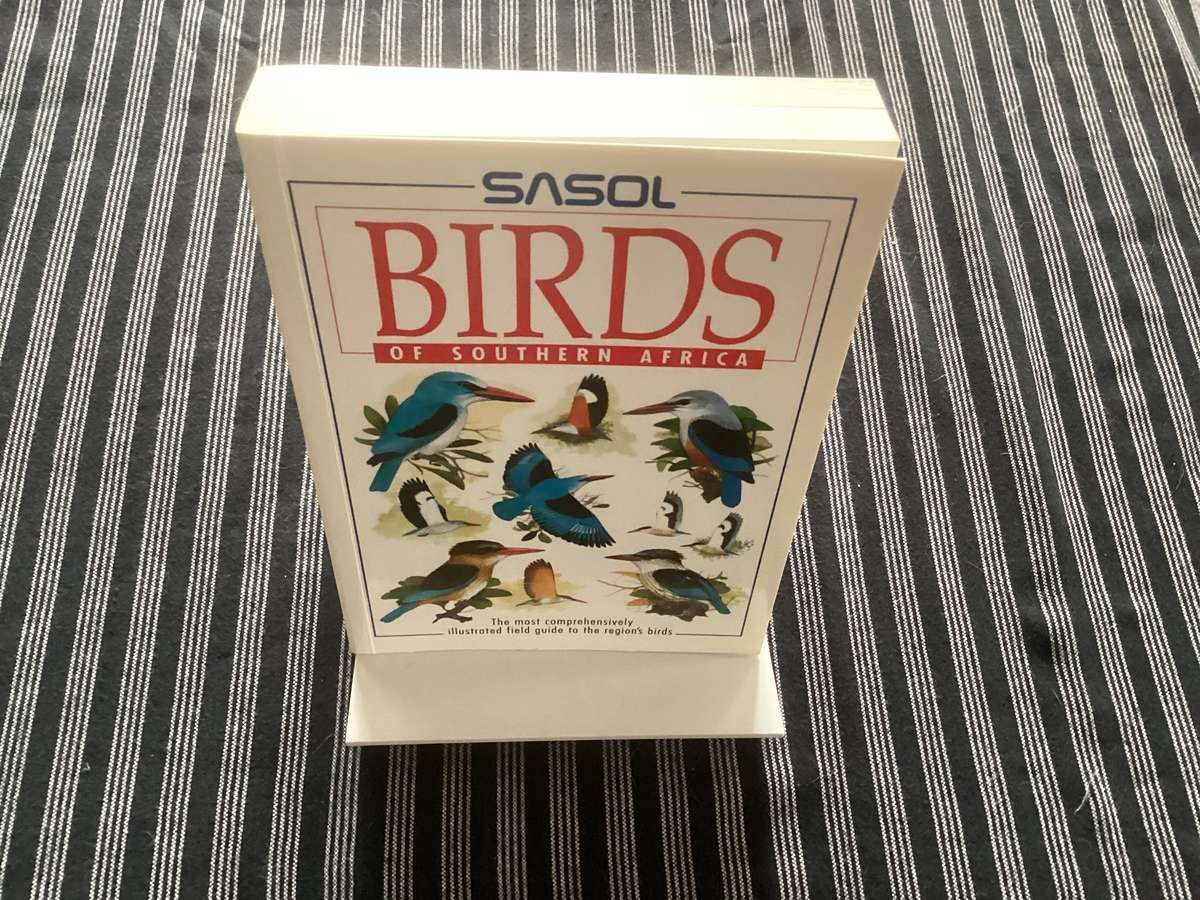 SASOL
BIRDS
OF SOUTHERN AFRICA
The most comprehensively
illustrated field guide to the region's birds